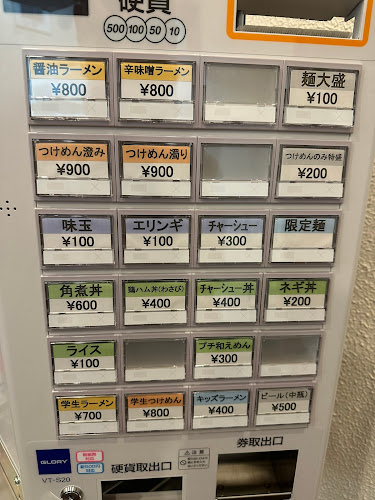 硬貨
500 100 50 10
醤油ラーメン
¥800
辛味噌ラーメン
¥800
麺大盛
¥100
つけめん澄み
¥900
つけめん濁り
¥900
つけめんのみ特盛
¥200
味玉
¥100
エリンギ
¥100
チャーシュー
¥300
限定麺
角煮丼
¥600
鶏ハム丼(わさび)
¥400
チャーシュー丼
¥400
ネギ丼
¥200
ライス
¥100
プチ和えめん
¥300
学生ラーメン
¥700
学生つけめん
¥800
キッズラーメン
¥400
ビール(中瓶)
¥500
GLORY
VT-S20
硬貨取出口
券取出口